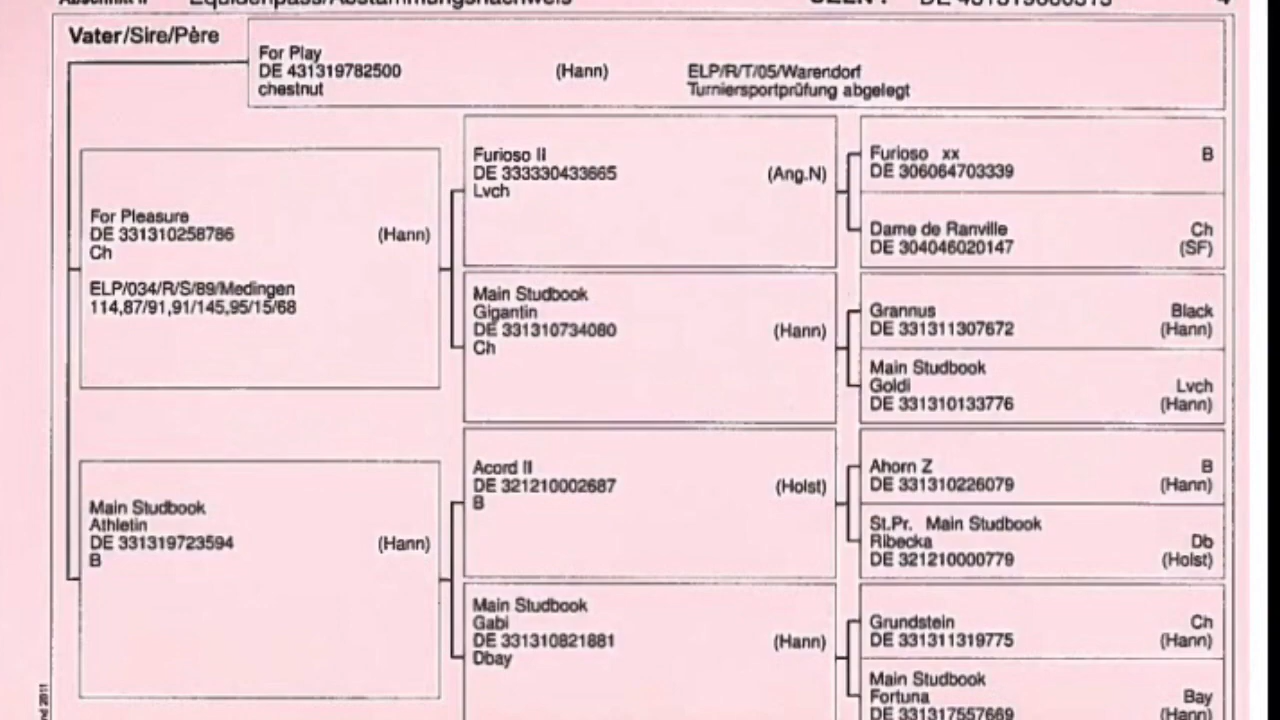 Abschnitt II Equidenpass/Abstammungsnachweis
Vater/Sire/Père
For Play
DE 431319782500 (Hann) ELP/R/T/05/Warendorf
chestnut Turniersportprüfung abgelegt
For Pleasure
DE 331310258786 (Hann)
Ch
ELP/034/R/S/89/Medingen
114,87/91,91/145,95/15/68
Main Studbook
Athletin
DE 331319723594 (Hann)
B
Furioso II
DE 333330433665 (Ang.N)
Lvch
Main Studbook
Gigantin
DE 331310734080 (Hann)
Ch
Acord II
DE 321210002687 (Holst)
B
Main Studbook
Gabi
DE 331310821881 (Hann)
Dbay
Furioso xx B
DE 306064703339
Dame de Ranville Ch
DE 304046020147 (SF)
Grannus Black
DE 331311307672 (Hann)
Main Studbook
Goldi Lvch
DE 331310133776 (Hann)
Ahorn Z B
DE 331310226079 (Hann)
St.Pr. Main Studbook
Ribecka Db
DE 321210000779 (Holst)
Grundstein Ch
DE 331311319775 (Hann)
Main Studbook
Fortuna Bay
DE 331317557669 (Hann)
2011